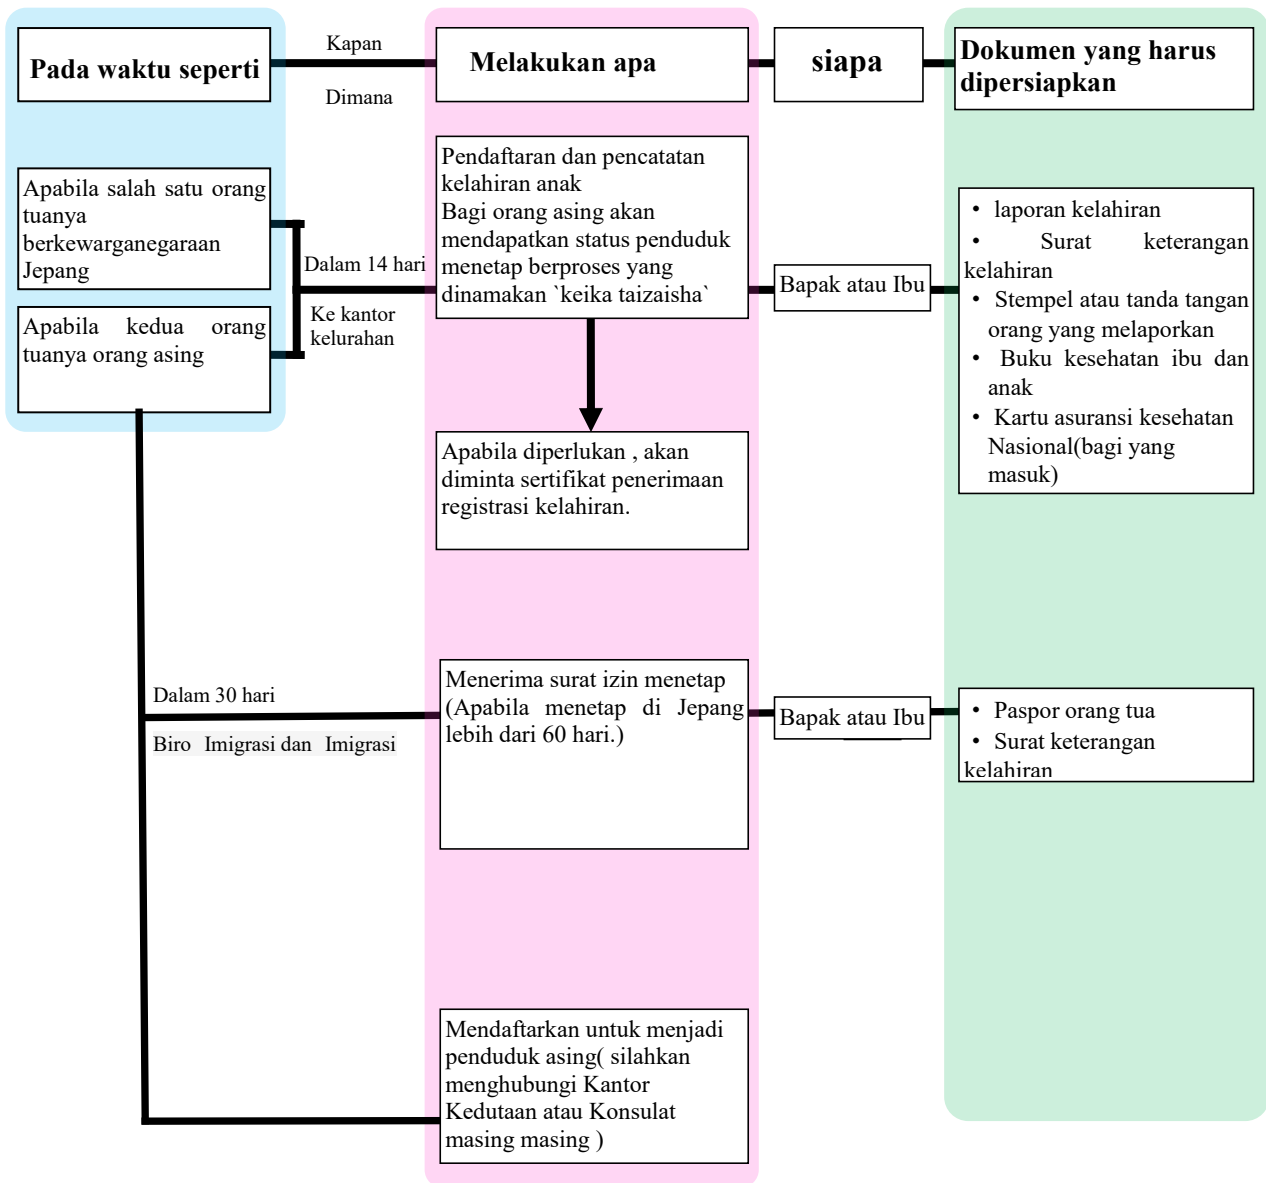 Pada waktu seperti
Kapan
Dimana
Melakukan apa
siapa
Dokumen yang harus
dipersiapkan
Apabila salah satu orang
tuanya
berkewarganegaraan
Jepang
Apabila kedua orang
tuanya orang asing
Dalam 14 hari
Ke kantor
kelurahan
Pendaftaran dan pencatatan
kelahiran anak
Bagi orang asing akan
mendapatkan status penduduk
menetap berproses yang
dinamakan `keika taizaisha`
Bapak atau Ibu
・ laporan kelahiran
・ Surat keterangan
kelahiran
・ Stempel atau tanda tangan
orang yang melaporkan
・ Buku kesehatan ibu dan
anak
・ Kartu asuransi kesehatan
Nasional(bagi yang
masuk)
Apabila diperlukan , akan
diminta sertifikat penerimaan
registrasi kelahiran.
Dalam 30 hari
Biro Imigrasi dan Imigrasi
Menerima surat izin menetap
(Apabila menetap di Jepang
lebih dari 60 hari.)
Bapak atau Ibu
・ Paspor orang tua
・ Surat keterangan
kelahiran
Mendaftarkan untuk menjadi
penduduk asing( silahkan
menghubungi Kantor
Kedutaan atau Konsulat
masing masing )